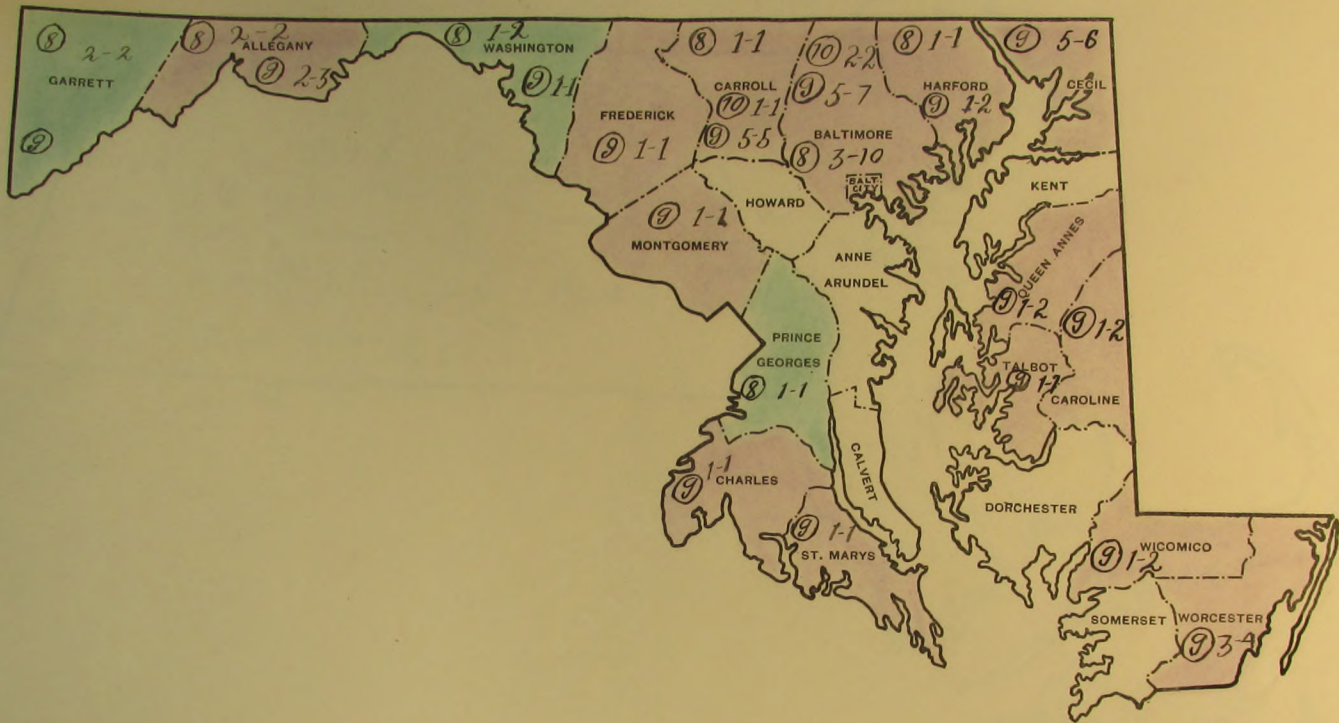 ⑧ 2-2
GARRETT
⑨
⑧ 2-2
ALLEGANY
⑨ 2-3
⑧ 1-2
WASHINGTON
⑨ 1-1
FREDERICK
⑨ 1-1
⑧ 1-1
CARROLL
⑩ 1-1
⑨ 5-5
⑩ 2-2
⑨ 5-7
BALTIMORE
⑧ 3-10
BALT.
CITY
⑧ 1-1
HARFORD
⑨ 1-2
⑨ 5-6
CECIL
KENT
HOWARD
⑨ 1-1
MONTGOMERY
ANNE
ARUNDEL
QUEEN ANNES
⑨ 1-2
⑨ 1-2
CAROLINE
TALBOT
⑨ 1-1
PRINCE
GEORGES
⑧ 1-1
CALVERT
1-1
⑨ CHARLES
⑨ 1-1
ST. MARYS
DORCHESTER
WICOMICO
⑨ 1-2
SOMERSET
WORCESTER
⑨ 3-4